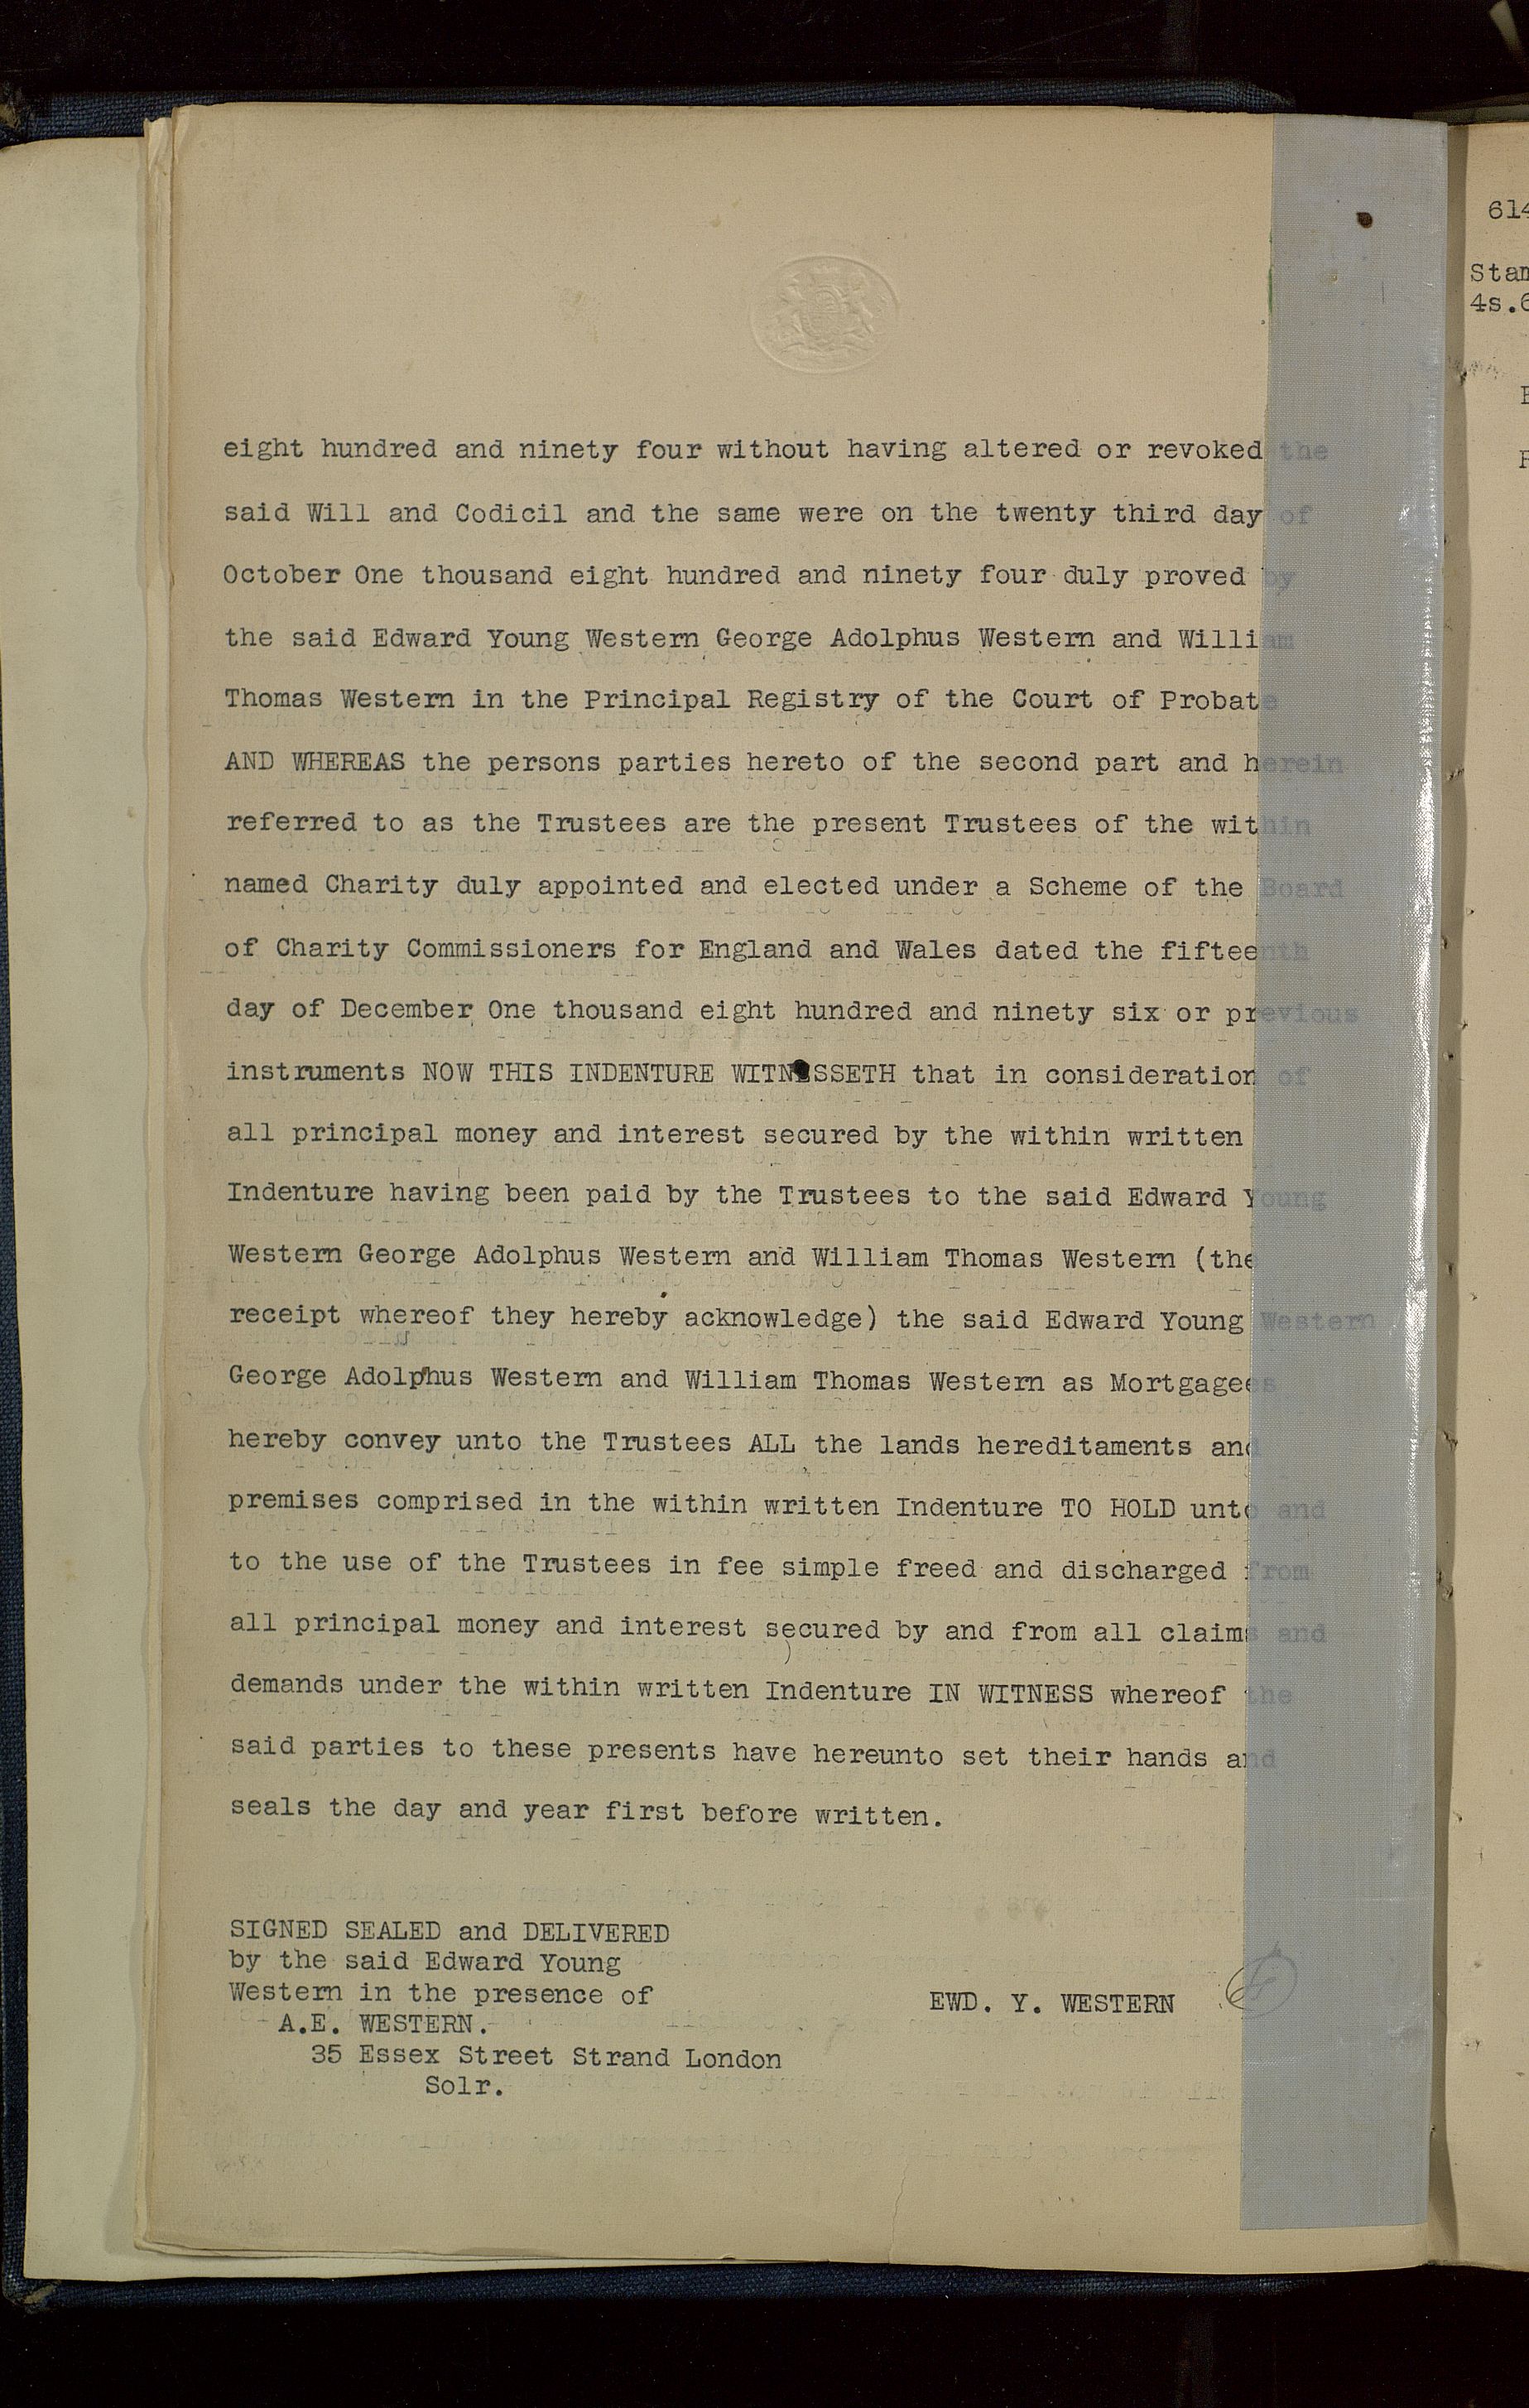 eight hundred and ninety four without having altered or revoked the
said Will and Codicil and the same were on the twenty third day of
October One thousand eight hundred and ninety four duly proved by
the said Edward Young Western George Adolphus Western and William
Thomas Western in the Principal Registry of the Court of Probate
AND WHEREAS the persons parties hereto of the second part and herein
referred to as the Trustees are the present Trustees of the within
named Charity duly appointed and elected under a Scheme of the Board
of Charity Commissioners for England and Wales dated the fifteenth
day of December One thousand eight hundred and ninety six or previous
instruments NOW THIS INDENTURE WITNESSETH that in consideration of
all principal money and interest secured by the within written
Indenture having been paid by the Trustees to the said Edward Young
Western George Adolphus Western and William Thomas Western (the
receipt whereof they hereby acknowledge) the said Edward Young Western
George Adolphus Western and William Thomas Western as Mortgagees
hereby convey unto the Trustees ALL the lands hereditaments and
premises comprised in the within written Indenture TO HOLD unto and
to the use of the Trustees in fee simple freed and discharged from
all principal money and interest secured by and from all claims and
demands under the within written Indenture IN WITNESS whereof the
said parties to these presents have hereunto set their hands and
seals the day and year first before written.
SIGNED SEALED and DELIVERED
by the said Edward Young
Western in the presence of
EWD. Y. WESTERN
A.E. WESTERN.
35 Essex Street Strand London
Solr.
614
Stam
4s.6